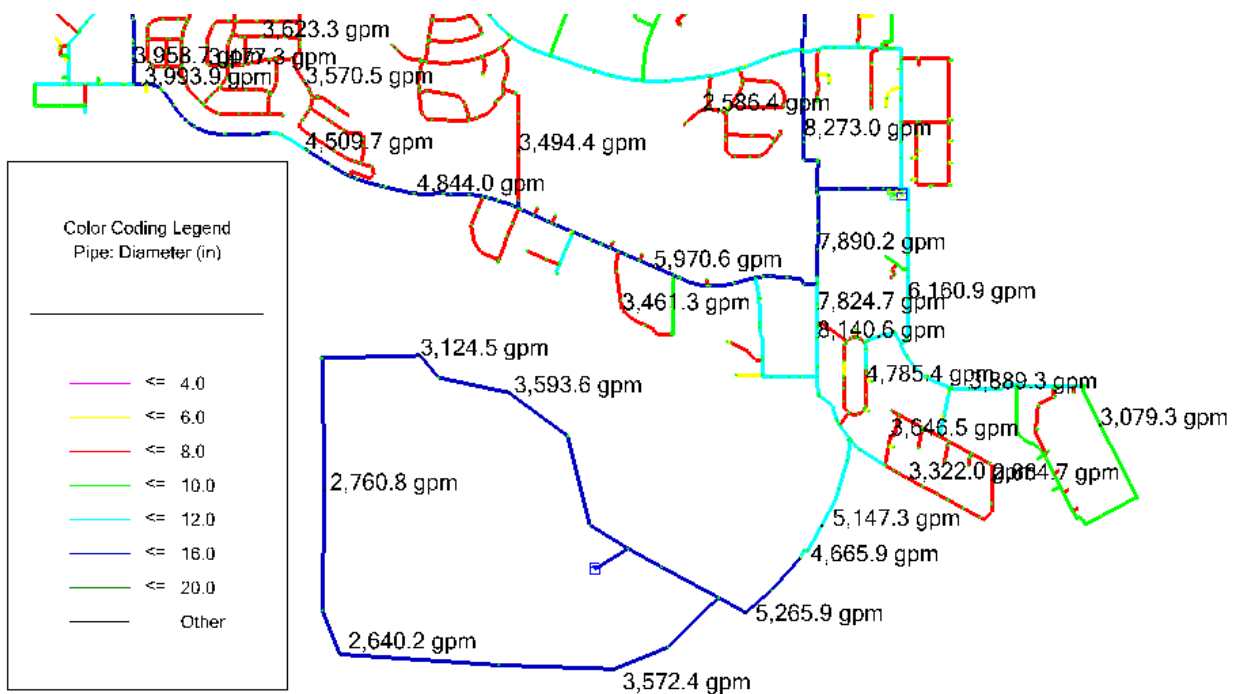 3,623.3 gpm
3,993.9 gpm
3,570.5 gpm
2,586.4 gpm
8,273.0 gpm
4,509.7 gpm
3,494.4 gpm
4,844.0 gpm
Color Coding Legend
Pipe: Diameter (in)
7,890.2 gpm
5,970.6 gpm
6,160.9 gpm
3,461.3 gpm
7,824.7 gpm
8,140.6 gpm
3,124.5 gpm
3,593.6 gpm
4,785.4 gpm
3,889.3 gpm
<= 4.0
<= 6.0
<= 8.0
<= 10.0
<= 12.0
<= 16.0
<= 20.0
Other
3,079.3 gpm
3,646.5 gpm
3,322.0 gpm
2,760.8 gpm
5,147.3 gpm
4,665.9 gpm
5,265.9 gpm
2,640.2 gpm
3,572.4 gpm